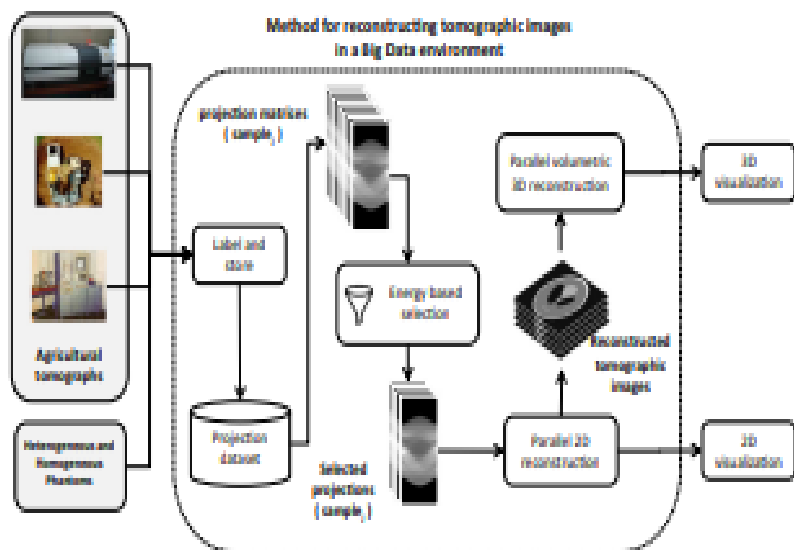 Method for reconstructing tomographic images
in a Big Data environment
Agricultural
tomographs
Heterogeneous and
Homogeneous
Phantoms
Label and
store
Projection
dataset
projection matrices
( sample
)
Energy based
selection
Selected
projections
( sample
)
Parallel 2D
reconstruction
Reconstructed
tomographic
images
Parallel volumetric
3D reconstruction
3D
visualization
2D
visualization